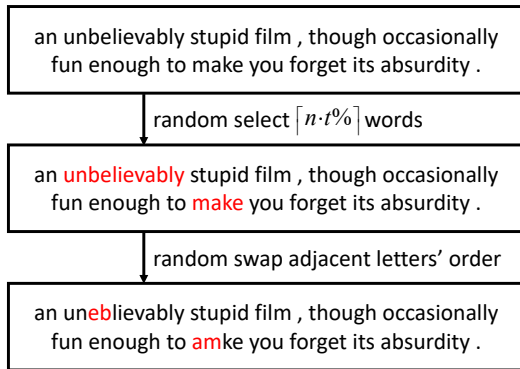 an unbelievably stupid film , though occasionally
fun enough to make you forget its absurdity .
random select ⌈n·t%⌉ words
an unbelievably stupid film , though occasionally
fun enough to make you forget its absurdity .
random swap adjacent letters’ order
an uneblievably stupid film , though occasionally
fun enough to amke you forget its absurdity .